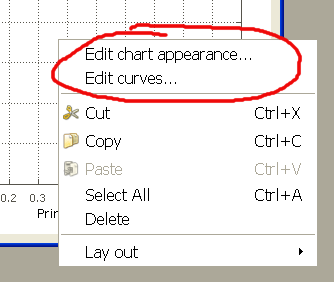 Edit chart appearance...
Edit curves...
Cut Ctrl+X
Copy Ctrl+C
Paste Ctrl+V
Select All Ctrl+A
0.2 0.3
Delete
Lay out